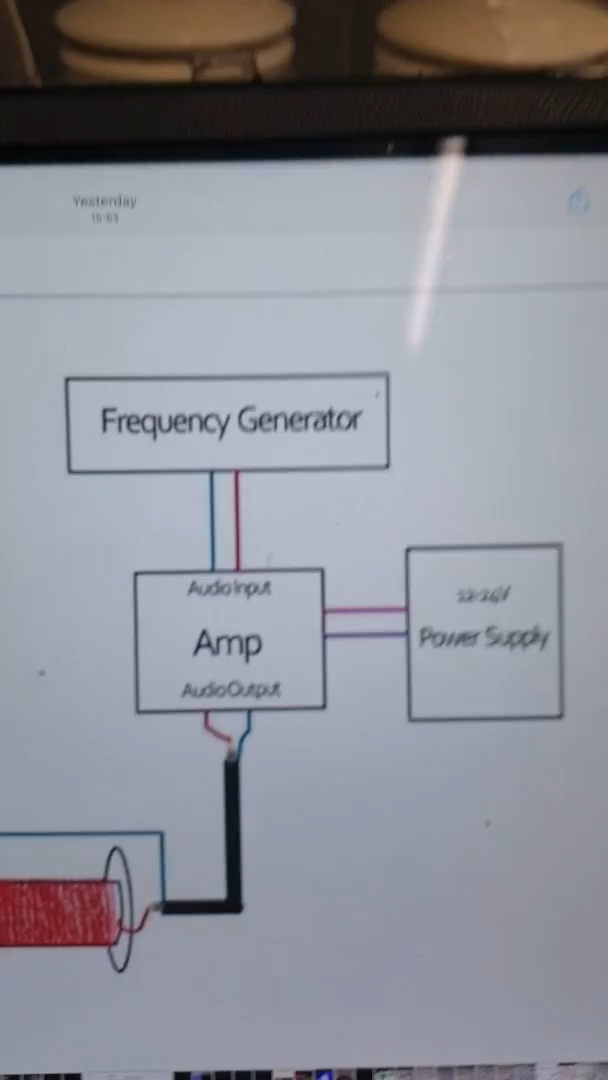 Yesterday
Frequency Generator
Audio Input
Amp
Audio Output
Power Supply